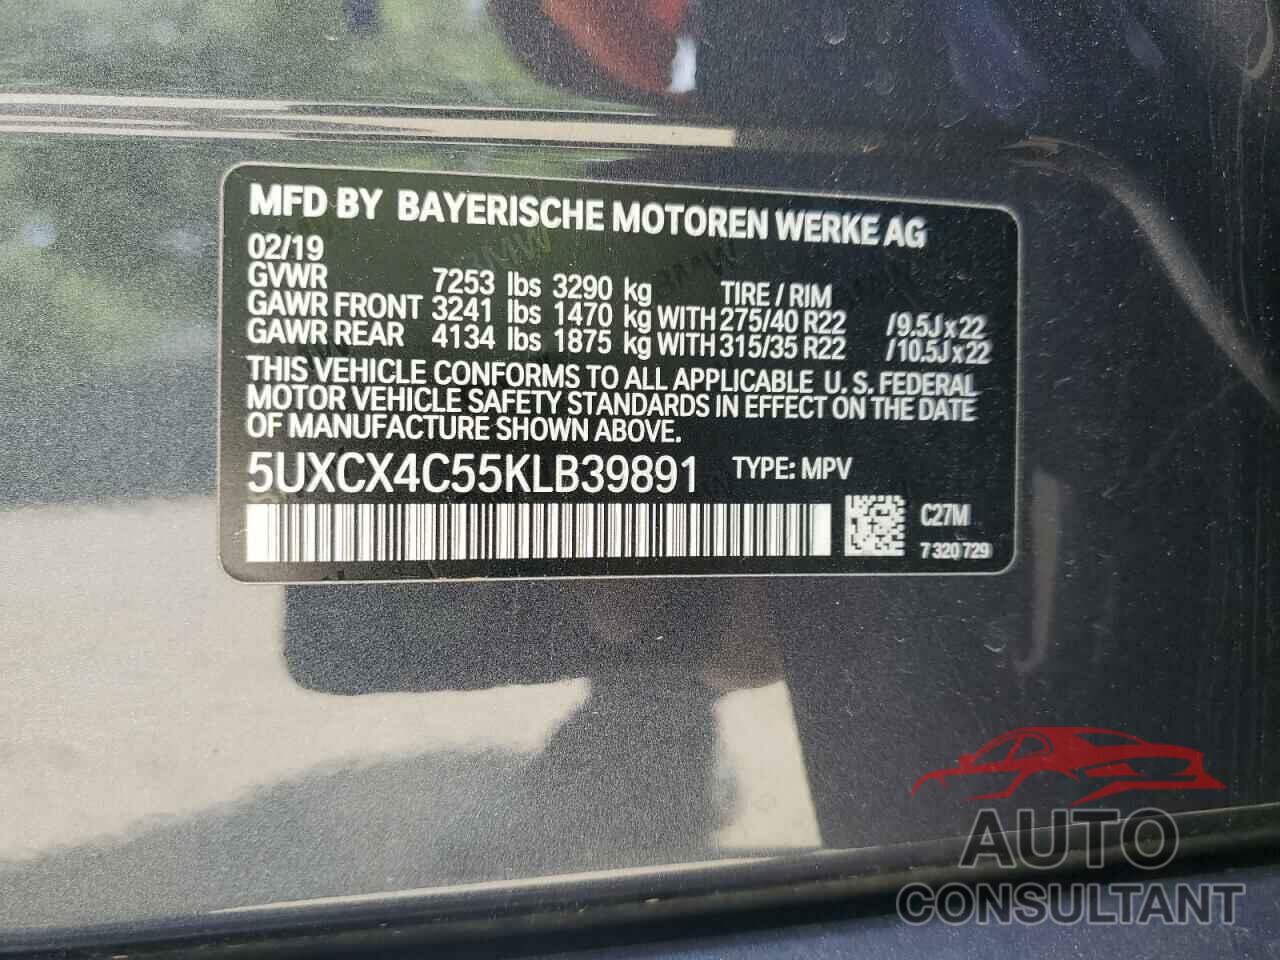 MFD BY BAYERISCHE MOTOREN WERKE AG
02/19
GVWR 7253 lbs 3290 kg TIRE / RIM
GAWR FRONT 3241 lbs 1470 kg WITH 275/40 R22 /9.5J x 22
GAWR REAR 4134 lbs 1875 kg WITH 315/35 R22 /10.5J x 22
THIS VEHICLE CONFORMS TO ALL APPLICABLE U. S. FEDERAL
MOTOR VEHICLE SAFETY STANDARDS IN EFFECT ON THE DATE
OF MANUFACTURE SHOWN ABOVE.
5UXCX4C55KLB39891 TYPE: MPV
C27M
7 320 729
AUTO
CONSULTANT